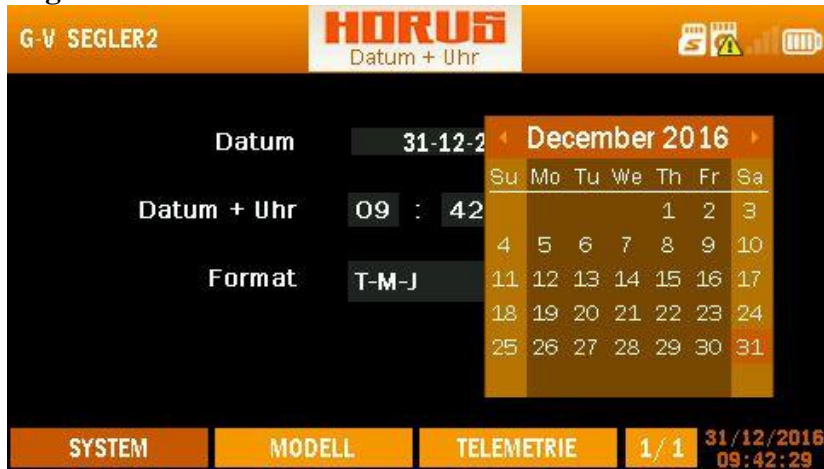 G-V SEGLER2
HORUS
Datum + Uhr
Datum 31-12-2
Datum + Uhr 09 : 42
Format T-M-J
December 2016
Su Mo Tu We Th Fr Sa
1 2 3
4 5 6 7 8 9 10
11 12 13 14 15 16 17
18 19 20 21 22 23 24
25 26 27 28 29 30 31
SYSTEM MODELL TELEMETRIE 1/1 31/12/2016
09:42:29